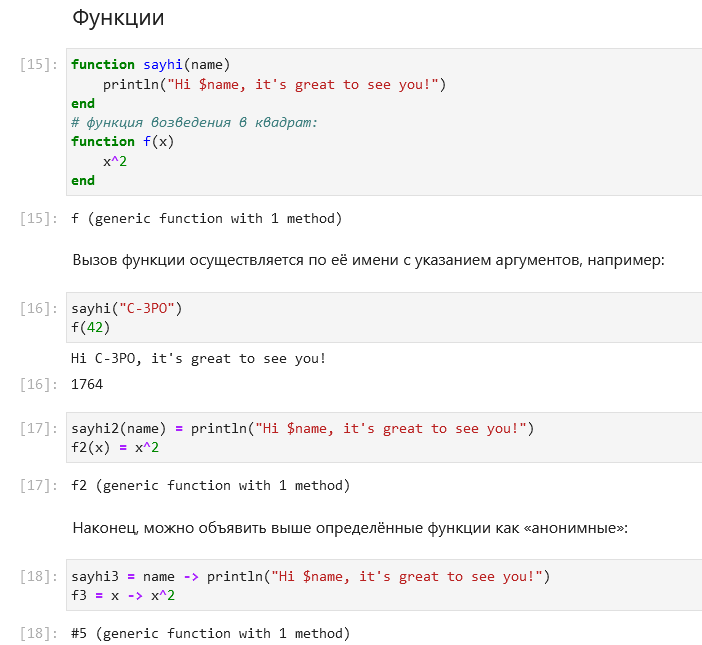 Функции
[15]: function sayhi(name)
    println("Hi $name, it's great to see you!")
end
# функция возведения в квадрат:
function f(x)
    x^2
end
[15]: f (generic function with 1 method)
Вызов функции осуществляется по её имени с указанием аргументов, например:
[16]: sayhi("C-3PO")
f(42)
Hi C-3PO, it's great to see you!
[16]: 1764
[17]: sayhi2(name) = println("Hi $name, it's great to see you!")
f2(x) = x^2
[17]: f2 (generic function with 1 method)
Наконец, можно объявить выше определённые функции как «анонимные»:
[18]: sayhi3 = name -> println("Hi $name, it's great to see you!")
f3 = x -> x^2
[18]: #5 (generic function with 1 method)